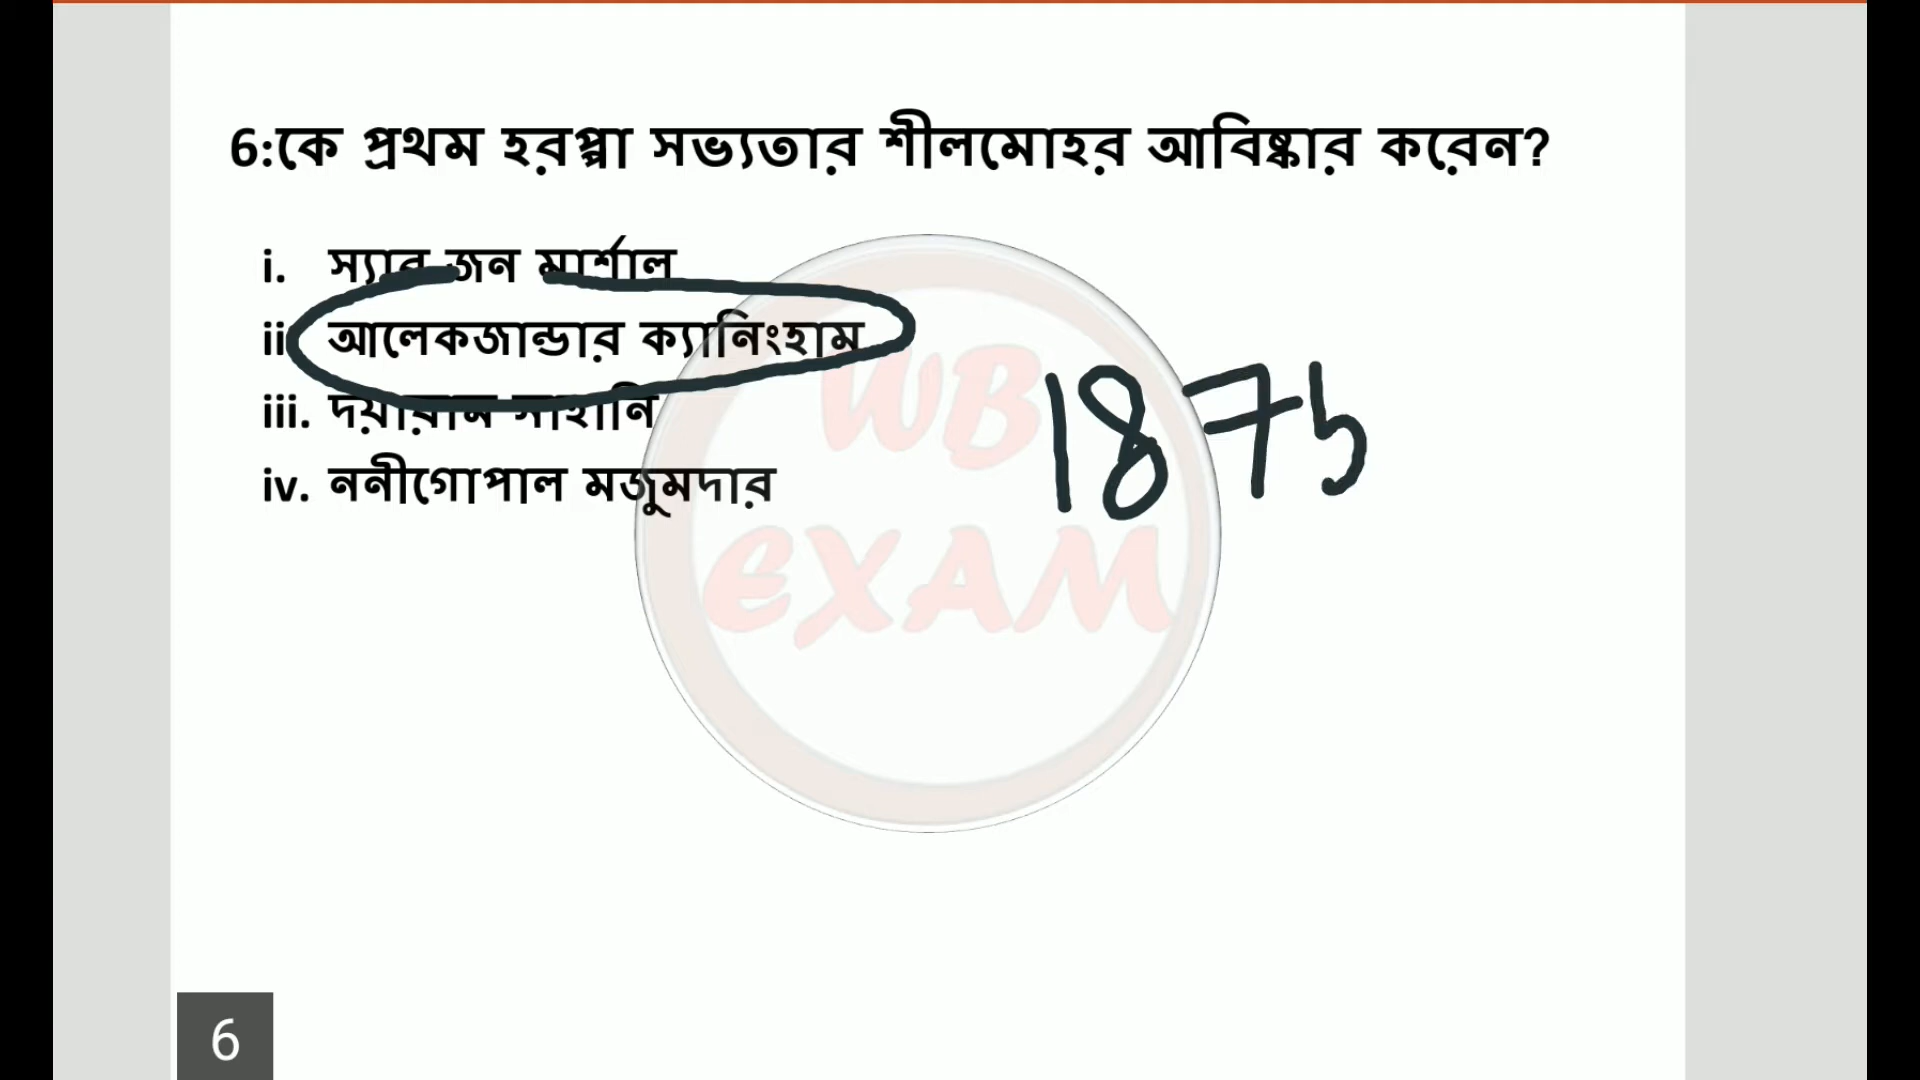 6:কে প্রথম হরপ্পা সভ্যতার শীলমোহর আবিষ্কার করেন?
i. স্যার জন মার্শাল
ii আলেকজান্ডার ক্যানিংহাম
iii. দয়ারাম সাহানি
iv. ননীগোপাল মজুমদার
1875
WB
EXAM
6